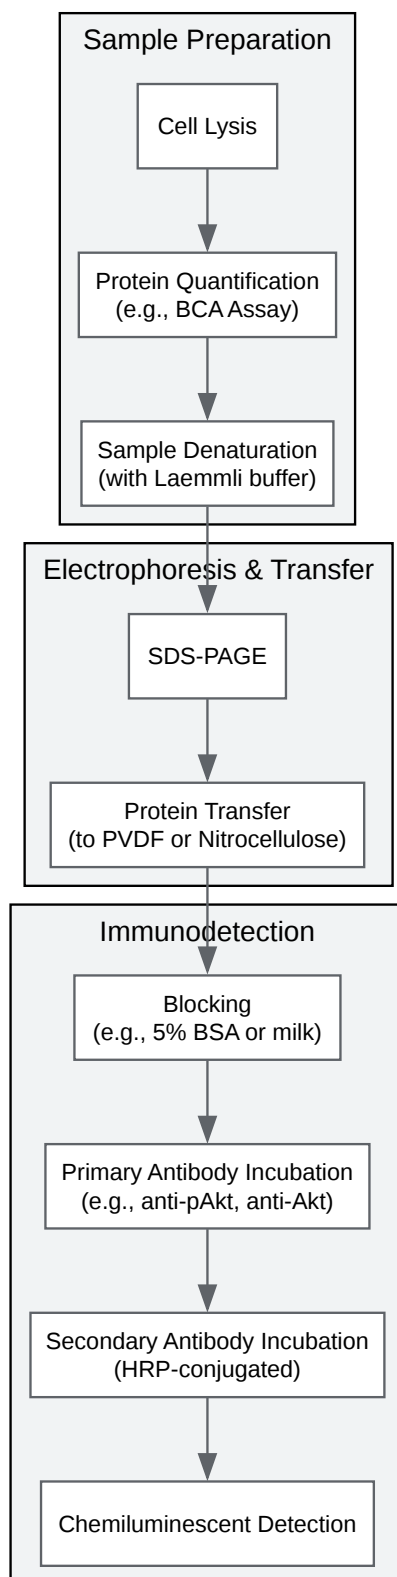 Sample Preparation
Cell Lysis
Protein Quantification
(e.g., BCA Assay)
Sample Denaturation
(with Laemmli buffer)
Electrophoresis & Transfer
SDS-PAGE
Protein Transfer
(to PVDF or Nitrocellulose)
Immunodetection
Blocking
(e.g., 5% BSA or milk)
Primary Antibody Incubation
(e.g., anti-pAkt, anti-Akt)
Secondary Antibody Incubation
(HRP-conjugated)
Chemiluminescent Detection